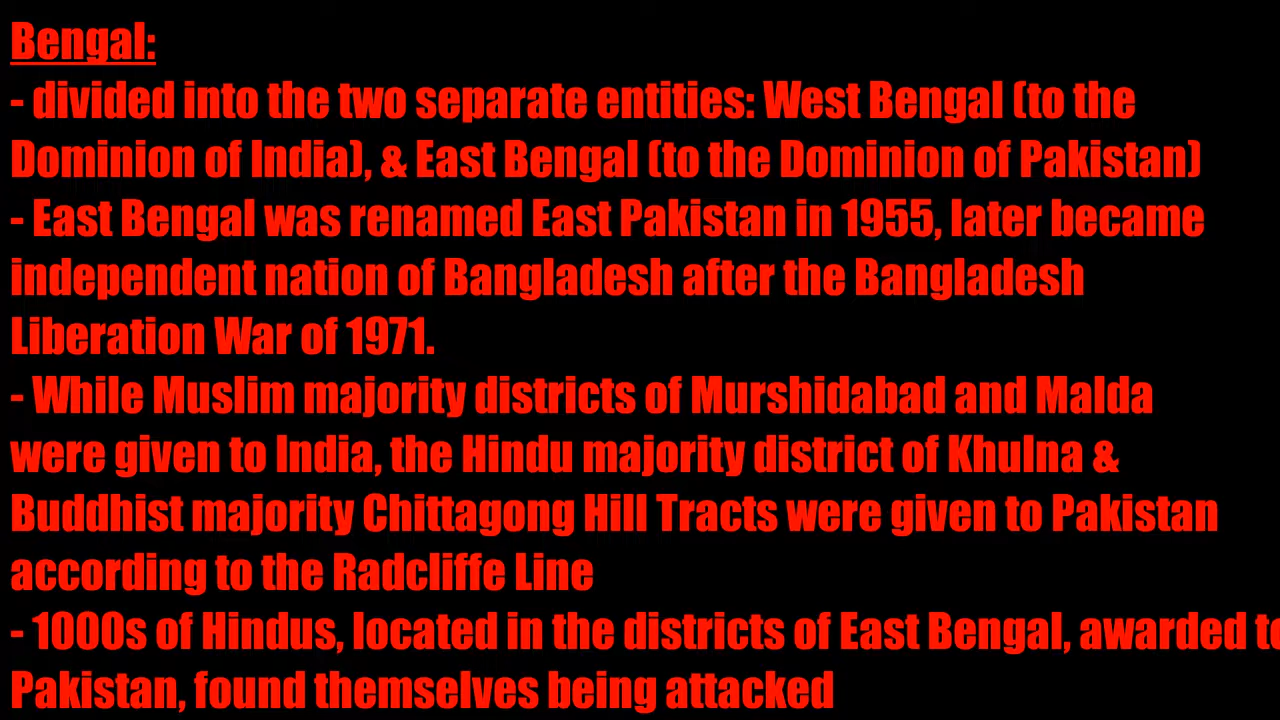 Bengal:
- divided into the two separate entities: West Bengal (to the
Dominion of India), & East Bengal (to the Dominion of Pakistan)
- East Bengal was renamed East Pakistan in 1955, later became
independent nation of Bangladesh after the Bangladesh
Liberation War of 1971.
- While Muslim majority districts of Murshidabad and Malda
were given to India, the Hindu majority district of Khulna &
Buddhist majority Chittagong Hill Tracts were given to Pakistan
according to the Radcliffe Line
- 1000s of Hindus, located in the districts of East Bengal, awarded to
Pakistan, found themselves being attacked